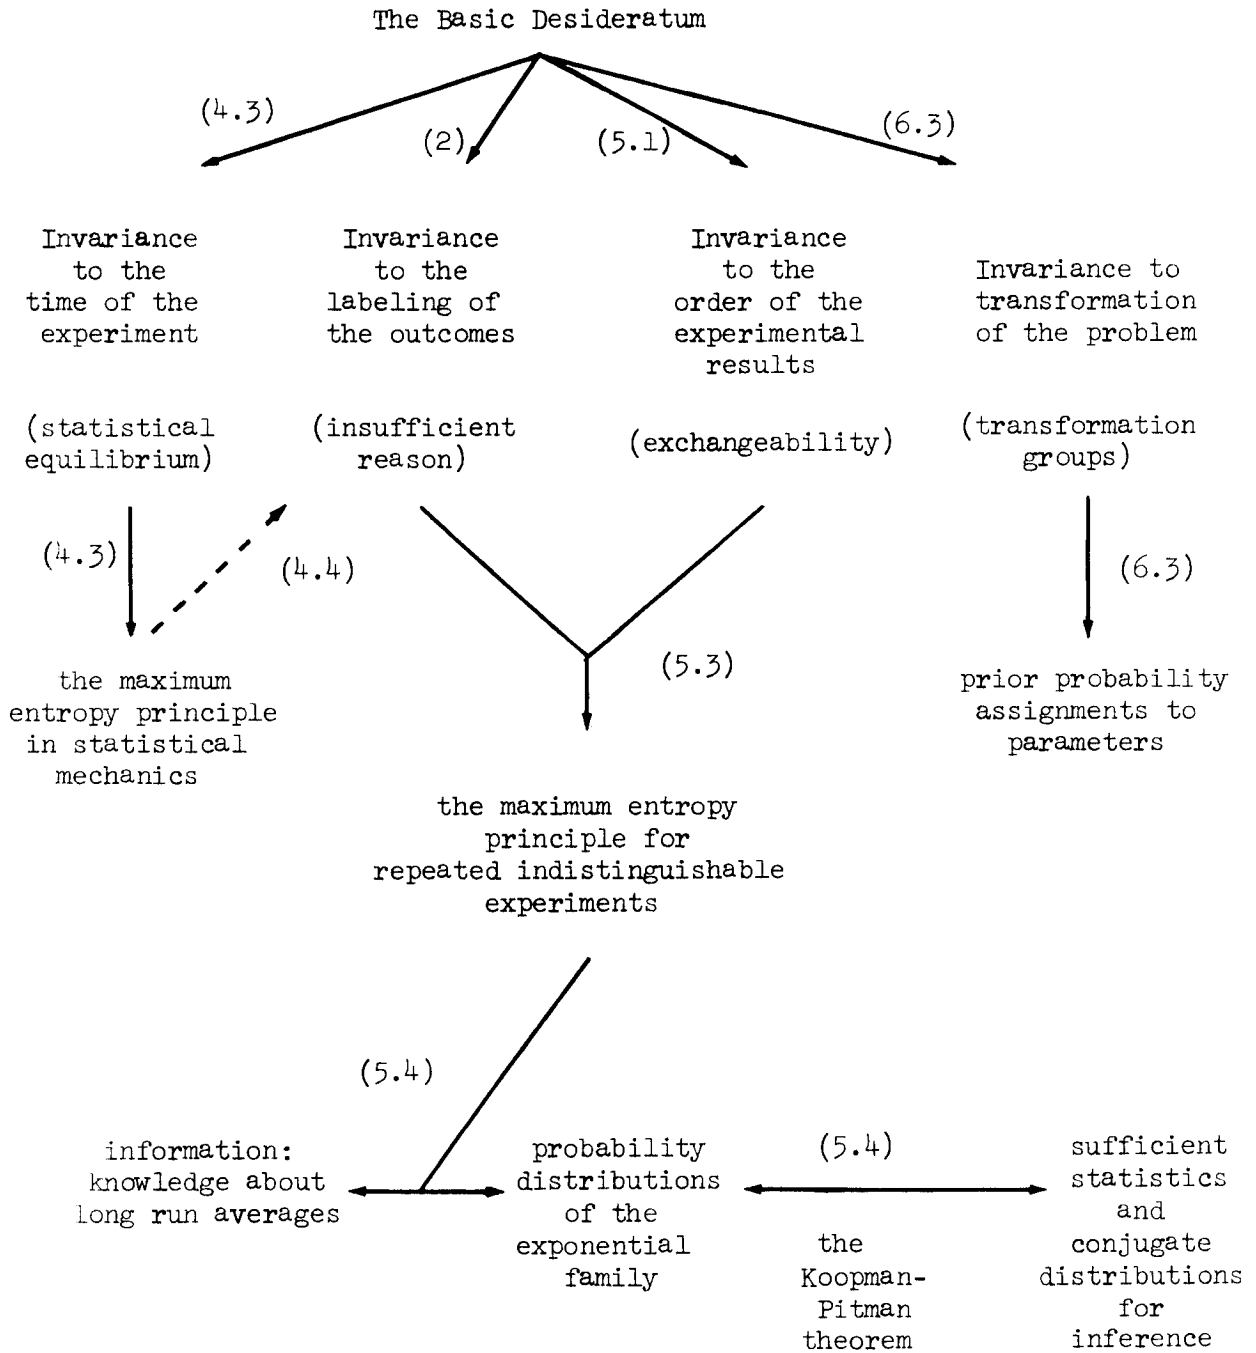 The Basic Desideratum
(4.3)
(2)
(5.1)
(6.3)
Invariance
to the
time of the
experiment
Invariance
to the
labeling of
the outcomes
Invariance
to the
order of the
experimental
results
Invariance to
transformation
of the problem
(statistical
equilibrium)
(insufficient
reason)
(exchangeability)
(transformation
groups)
(4.3)
(4.4)
(5.3)
(6.3)
the maximum
entropy principle
in statistical
mechanics
prior probability
assignments to
parameters
the maximum entropy
principle for
repeated indistinguishable
experiments
(5.4)
information:
knowledge about
long run averages
probability
distributions
of the
exponential
family
(5.4)
the
Koopman-
Pitman
theorem
sufficient
statistics
and
conjugate
distributions
for
inference